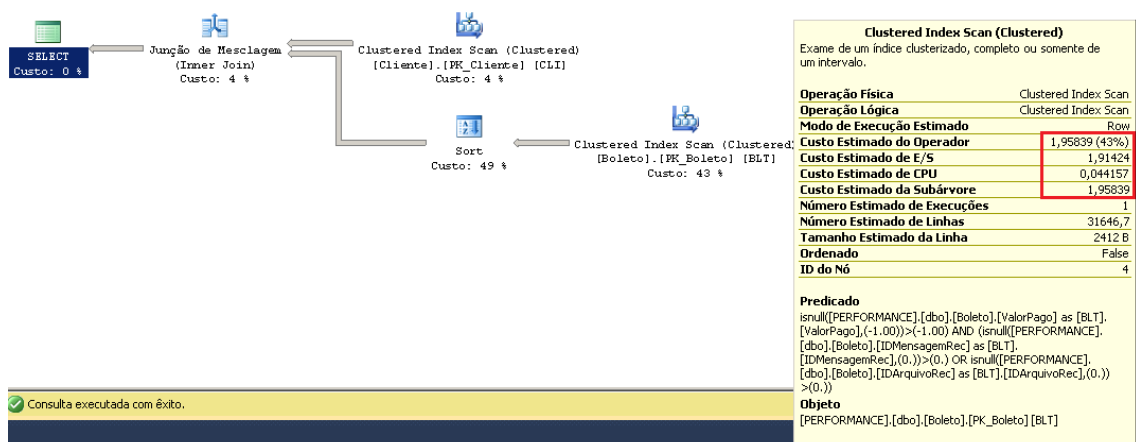 SELECT
Custo: 0 %
Junção de Mesclagem
(Inner Join)
Custo: 4 %
Clustered Index Scan (Clustered)
[Cliente].[PK_Cliente] [CLI]
Custo: 4 %
Sort
Custo: 49 %
Clustered Index Scan (Clustered)
[Boleto].[PK_Boleto] [BLT]
Custo: 43 %
Clustered Index Scan (Clustered)
Exame de um índice clusterizado, completo ou somente de
um intervalo.
Operação Física Clustered Index Scan
Operação Lógica Clustered Index Scan
Modo de Execução Estimado Row
Custo Estimado do Operador 1,95839 (43%)
Custo Estimado de E/S 1,91424
Custo Estimado de CPU 0,044157
Custo Estimado da Subárvore 1,95839
Número Estimado de Execuções 1
Número Estimado de Linhas 31646,7
Tamanho Estimado da Linha 2412 B
Ordenado False
ID do Nó 4
Predicado
isnull([PERFORMANCE].[dbo].[Boleto].[ValorPago] as [BLT].
[ValorPago],(-1.00))>(-1.00) AND (isnull([PERFORMANCE].
[dbo].[Boleto].[IDMensagemRec] as [BLT].
[IDMensagemRec],(0.))>(0.) OR isnull([PERFORMANCE].
[dbo].[Boleto].[IDArquivoRec] as [BLT].[IDArquivoRec],(0.))
>(0.))
Objeto
[PERFORMANCE].[dbo].[Boleto].[PK_Boleto] [BLT]
Consulta executada com êxito.